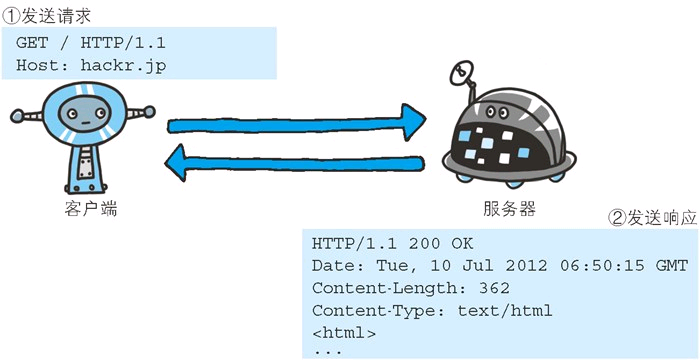 ①发送请求
GET / HTTP/1.1
Host: hackr.jp
客户端
服务器
②发送响应
HTTP/1.1 200 OK
Date: Tue, 10 Jul 2012 06:50:15 GMT
Content-Length: 362
Content-Type: text/html
<html>
...